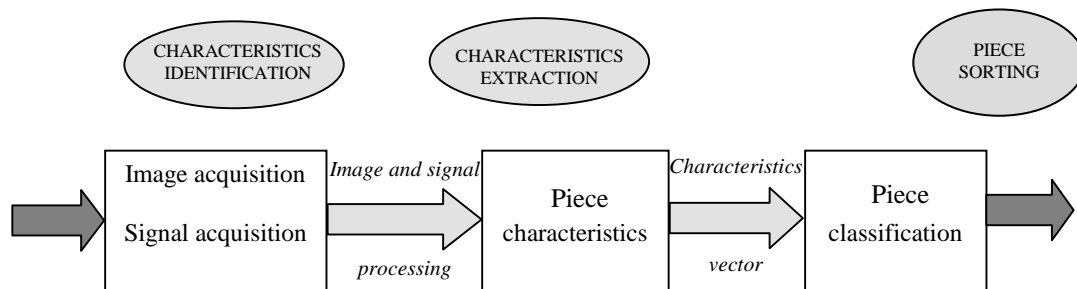 CHARACTERISTICS
IDENTIFICATION
CHARACTERISTICS
EXTRACTION
PIECE
SORTING
Image acquisition
Signal acquisition
Image and signal
processing
Piece
characteristics
Characteristics
vector
Piece
classification